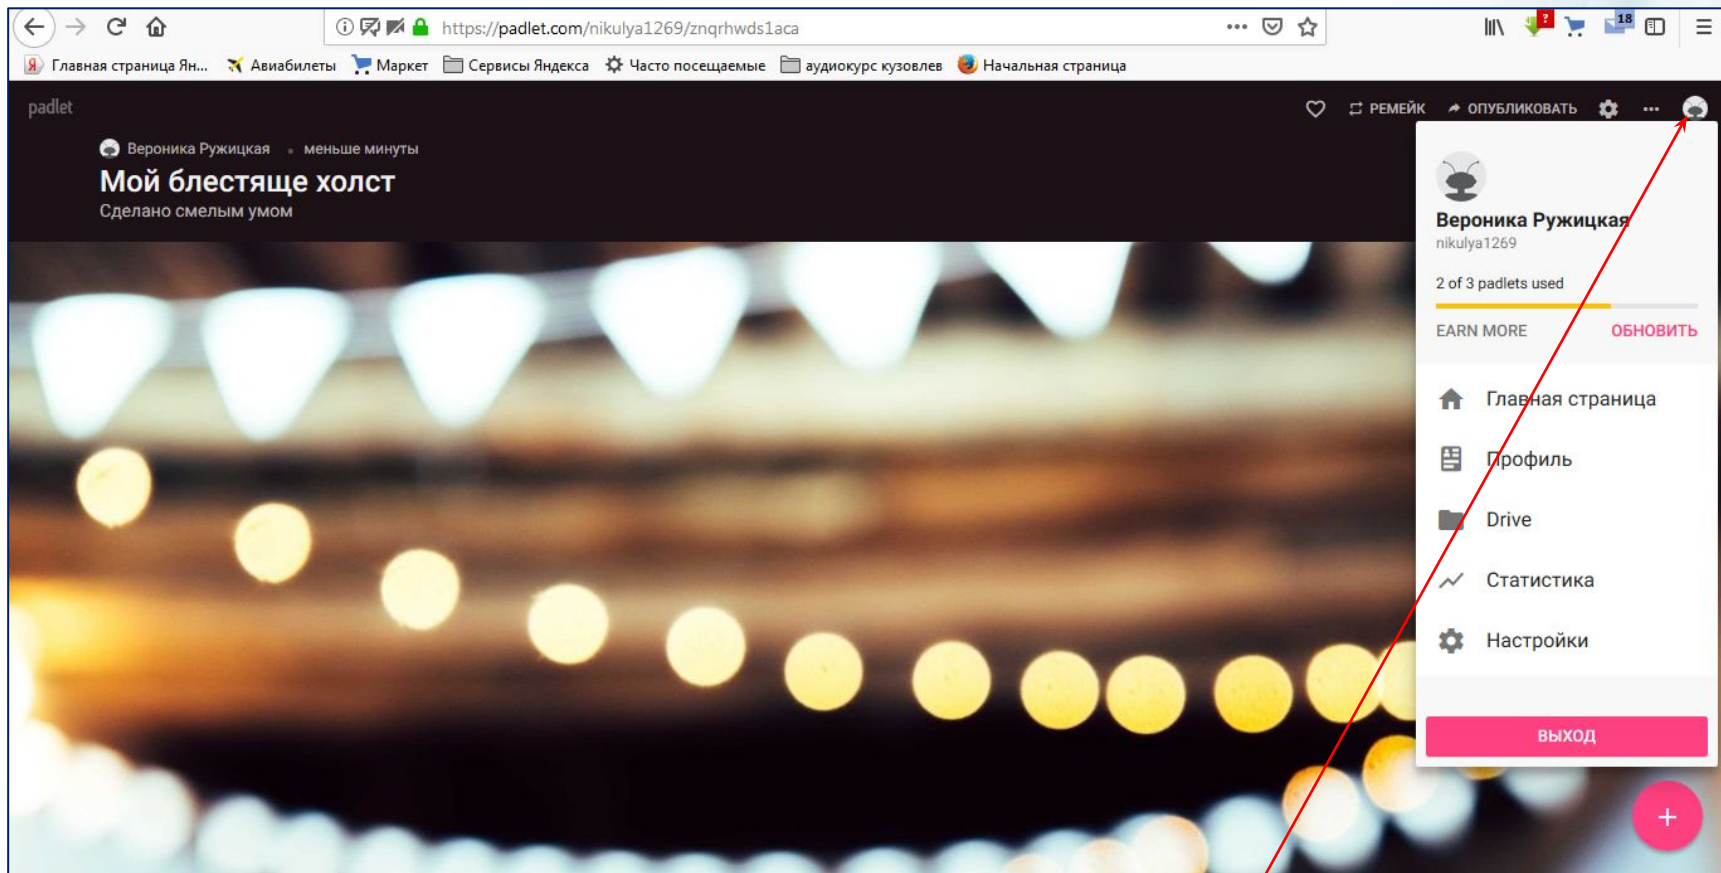 https://padlet.com/nikulya1269/znqrhwds1aca
? 18
Я Главная страница Ян... Авиабилеты Маркет Сервисы Яндекса Часто посещаемые аудиокурс кузовлев Начальная страница
padlet
РЕМЕЙК ОПУБЛИКОВАТЬ
Вероника Ружицкая • меньше минуты
Мой блестяще холст
Сделано смелым умом
Вероника Ружицкая
nikulya1269
2 of 3 padlets used
EARN MORE ОБНОВИТЬ
Главная страница
Профиль
Drive
Статистика
Настройки
ВЫХОД